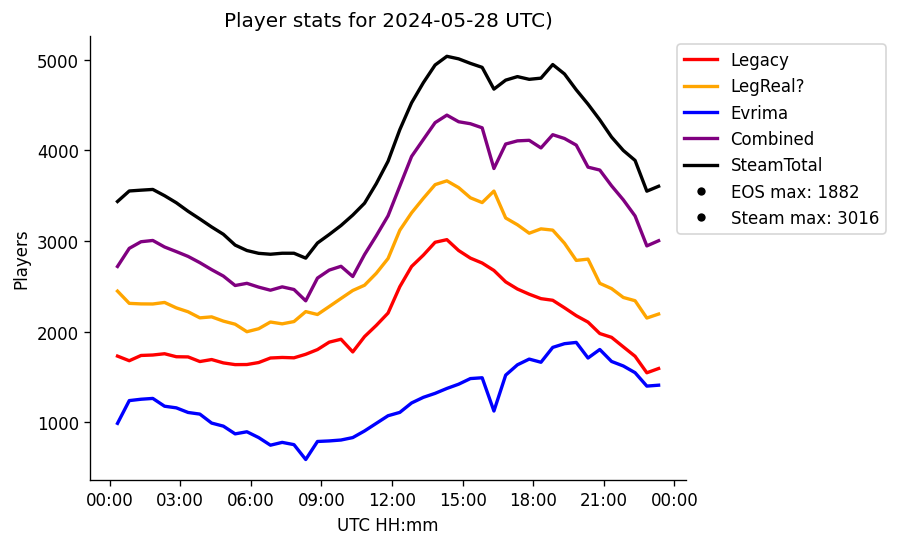 Player stats for 2024-05-28 UTC)
Legacy
LegReal?
Evrima
Combined
SteamTotal
EOS max: 1882
Steam max: 3016
5000
4000
3000
2000
1000
Players
00:00 03:00 06:00 09:00 12:00 15:00 18:00 21:00 00:00
UTC HH:mm